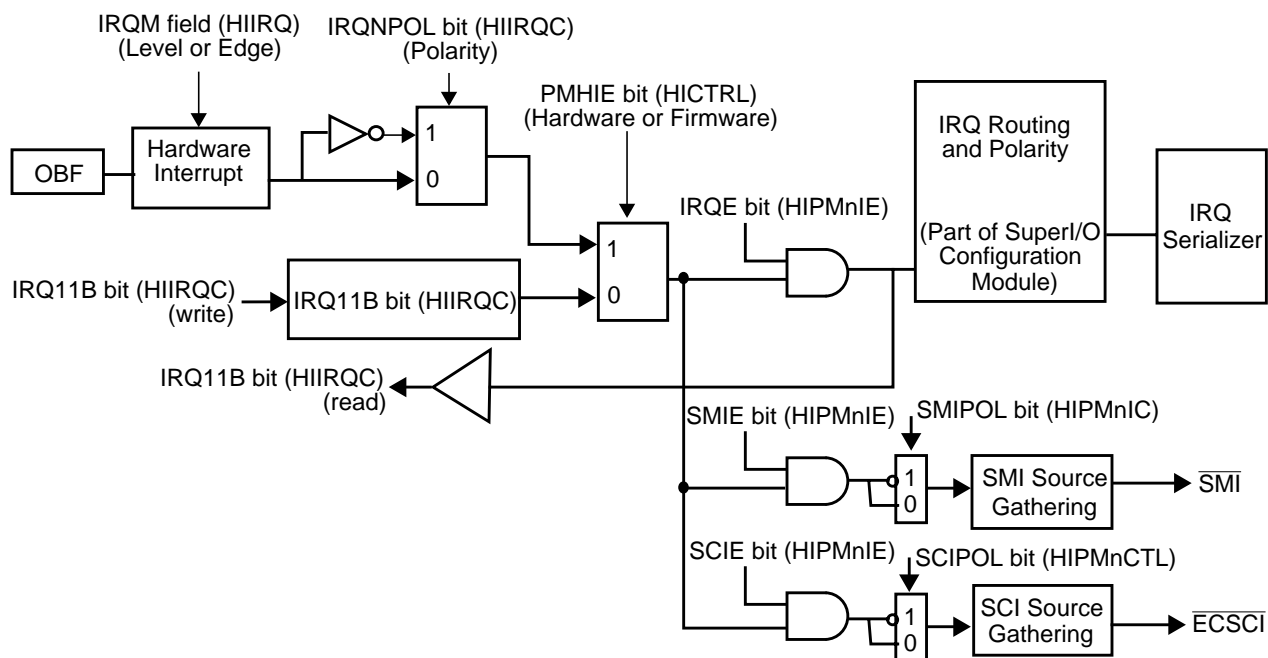 IRQM field (HIIRQ)
(Level or Edge)
IRQNPOL bit (HIIRQC)
(Polarity)
PMHIE bit (HICTRL)
(Hardware or Firmware)
OBF
Hardware
Interrupt
1
0
IRQ Routing
and Polarity
(Part of SuperI/O
Configuration
Module)
IRQ
Serializer
IRQE bit (HIPMnIE)
1
0
IRQ11B bit (HIIRQC)
(write)
IRQ11B bit (HIIRQC)
IRQ11B bit (HIIRQC)
(read)
SMIE bit (HIPMnIE)
SMIPOL bit (HIPMnIC)
1
0
SMI Source
Gathering
SMI
SCIE bit (HIPMnIE)
SCIPOL bit (HIPMnCTL)
1
0
SCI Source
Gathering
ECSCI